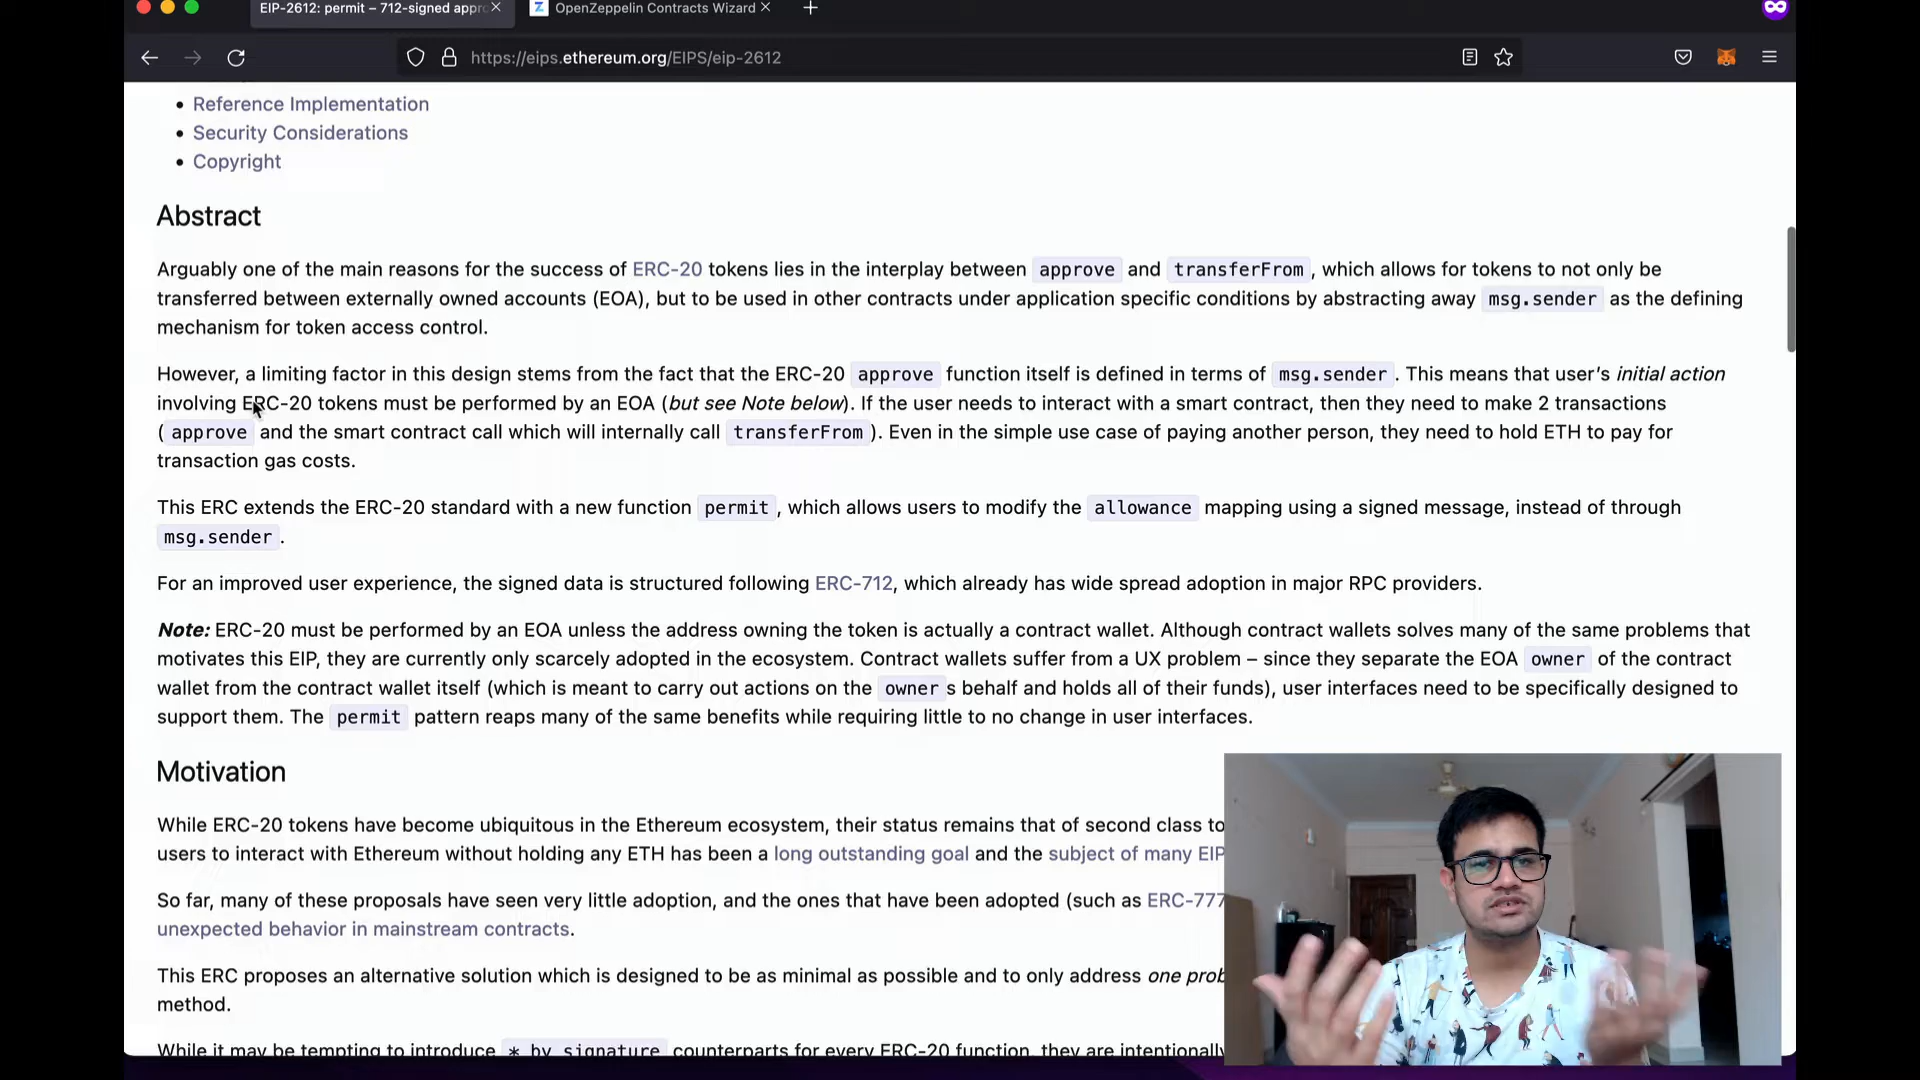 EIP-2612: permit – 712-signed appr
OpenZeppelin Contracts Wizard
https://eips.ethereum.org/EIPS/eip-2612
Reference Implementation
Security Considerations
Copyright
Abstract
Arguably one of the main reasons for the success of ERC-20 tokens lies in the interplay between approve and transferFrom, which allows for tokens to not only be
transferred between externally owned accounts (EOA), but to be used in other contracts under application specific conditions by abstracting away msg.sender as the defining
mechanism for token access control.
However, a limiting factor in this design stems from the fact that the ERC-20 approve function itself is defined in terms of msg.sender. This means that user's initial action
involving ERC-20 tokens must be performed by an EOA (but see Note below). If the user needs to interact with a smart contract, then they need to make 2 transactions
(approve and the smart contract call which will internally call transferFrom). Even in the simple use case of paying another person, they need to hold ETH to pay for
transaction gas costs.
This ERC extends the ERC-20 standard with a new function permit, which allows users to modify the allowance mapping using a signed message, instead of through
msg.sender.
For an improved user experience, the signed data is structured following ERC-712, which already has wide spread adoption in major RPC providers.
Note: ERC-20 must be performed by an EOA unless the address owning the token is actually a contract wallet. Although contract wallets solves many of the same problems that
motivates this EIP, they are currently only scarcely adopted in the ecosystem. Contract wallets suffer from a UX problem – since they separate the EOA owner of the contract
wallet from the contract wallet itself (which is meant to carry out actions on the owners behalf and holds all of their funds), user interfaces need to be specifically designed to
support them. The permit pattern reaps many of the same benefits while requiring little to no change in user interfaces.
Motivation
While ERC-20 tokens have become ubiquitous in the Ethereum ecosystem, their status remains that of second class to
users to interact with Ethereum without holding any ETH has been a long outstanding goal and the subject of many EIP
So far, many of these proposals have seen very little adoption, and the ones that have been adopted (such as ERC-777
unexpected behavior in mainstream contracts.
This ERC proposes an alternative solution which is designed to be as minimal as possible and to only address one prob
method.
While it may be tempting to introduce *_by_signature counterparts for every ERC-20 function, they are intentionally